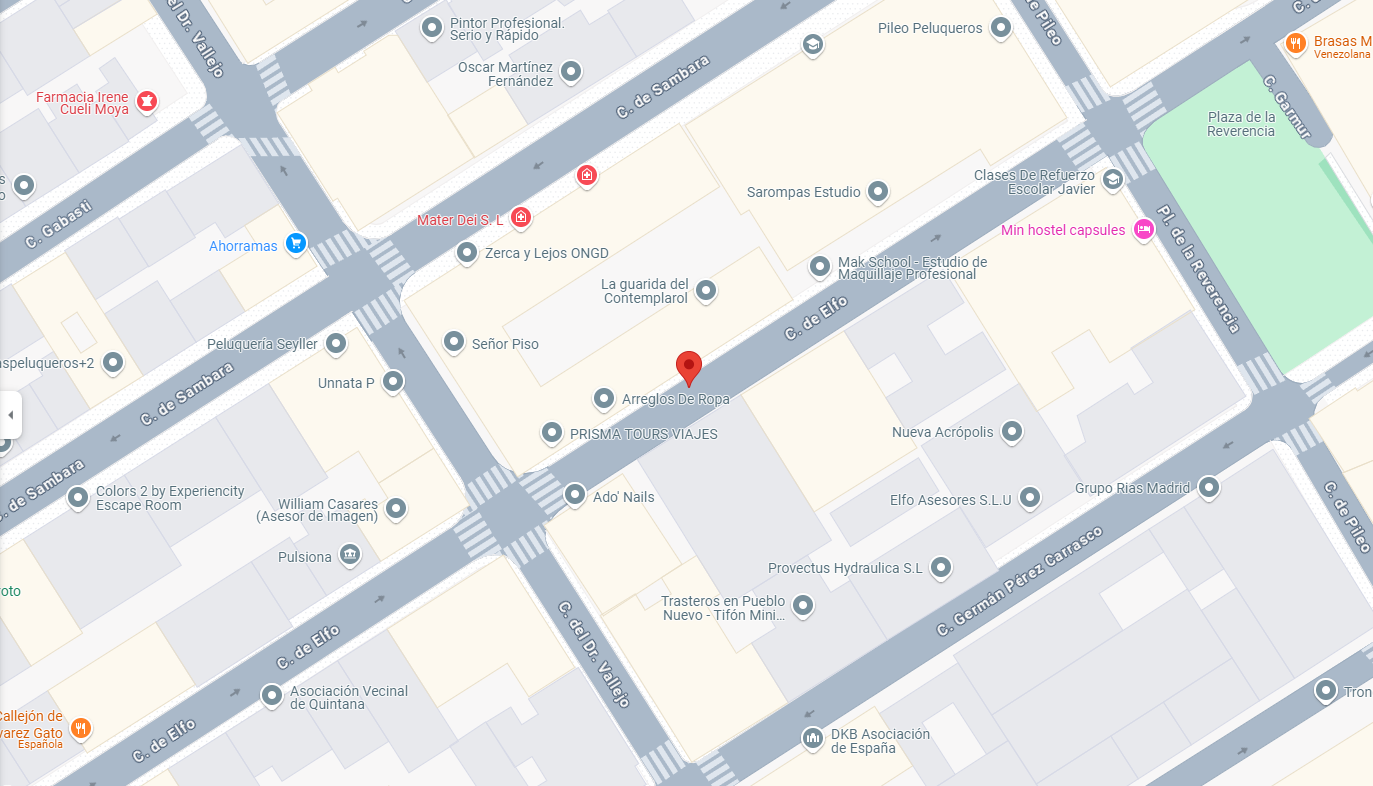 C. del Dr. Vallejo
Pintor Profesional.
Serio y Rápido
Pileo Peluqueros
de Pileo
Brasas M
Venezolana
Oscar Martínez
Fernández
C. de Sambara
Farmacia Irene
Cueli Moya
C. Garmur
Plaza de la
Reverencia
Clases De Refuerzo
Escolar Javier
Sarompas Estudio
C. Gabasti
Mater Dei S. L
Min hostel capsules
Ahorramas
Zerca y Lejos ONGD
Mak School - Estudio de
Maquillaje Profesional
Pl. de la Reverencia
La guarida del
Contemplarol
C. de Elfo
Peluquería Seyller
Señor Piso
aspeluqueros+2
Unnata P
C. de Sambara
Arreglos De Ropa
PRISMA TOURS VIAJES
Nueva Acrópolis
C. de Sambara
Colors 2 by Experiencity
Escape Room
William Casares
(Asesor de Imagen)
Ado' Nails
Elfo Asesores S.L.U
Grupo Rias Madrid
C. de Pileo
Pulsiona
Provectus Hydraulica S.L
C. Germán Pérez Carrasco
oto
Trasteros en Pueblo
Nuevo - Tifón Mini...
C. del Dr. Vallejo
C. de Elfo
Asociación Vecinal
de Quintana
Tron
Callejón de
varez Gato
Española
C. de Elfo
DKB Asociación
de España